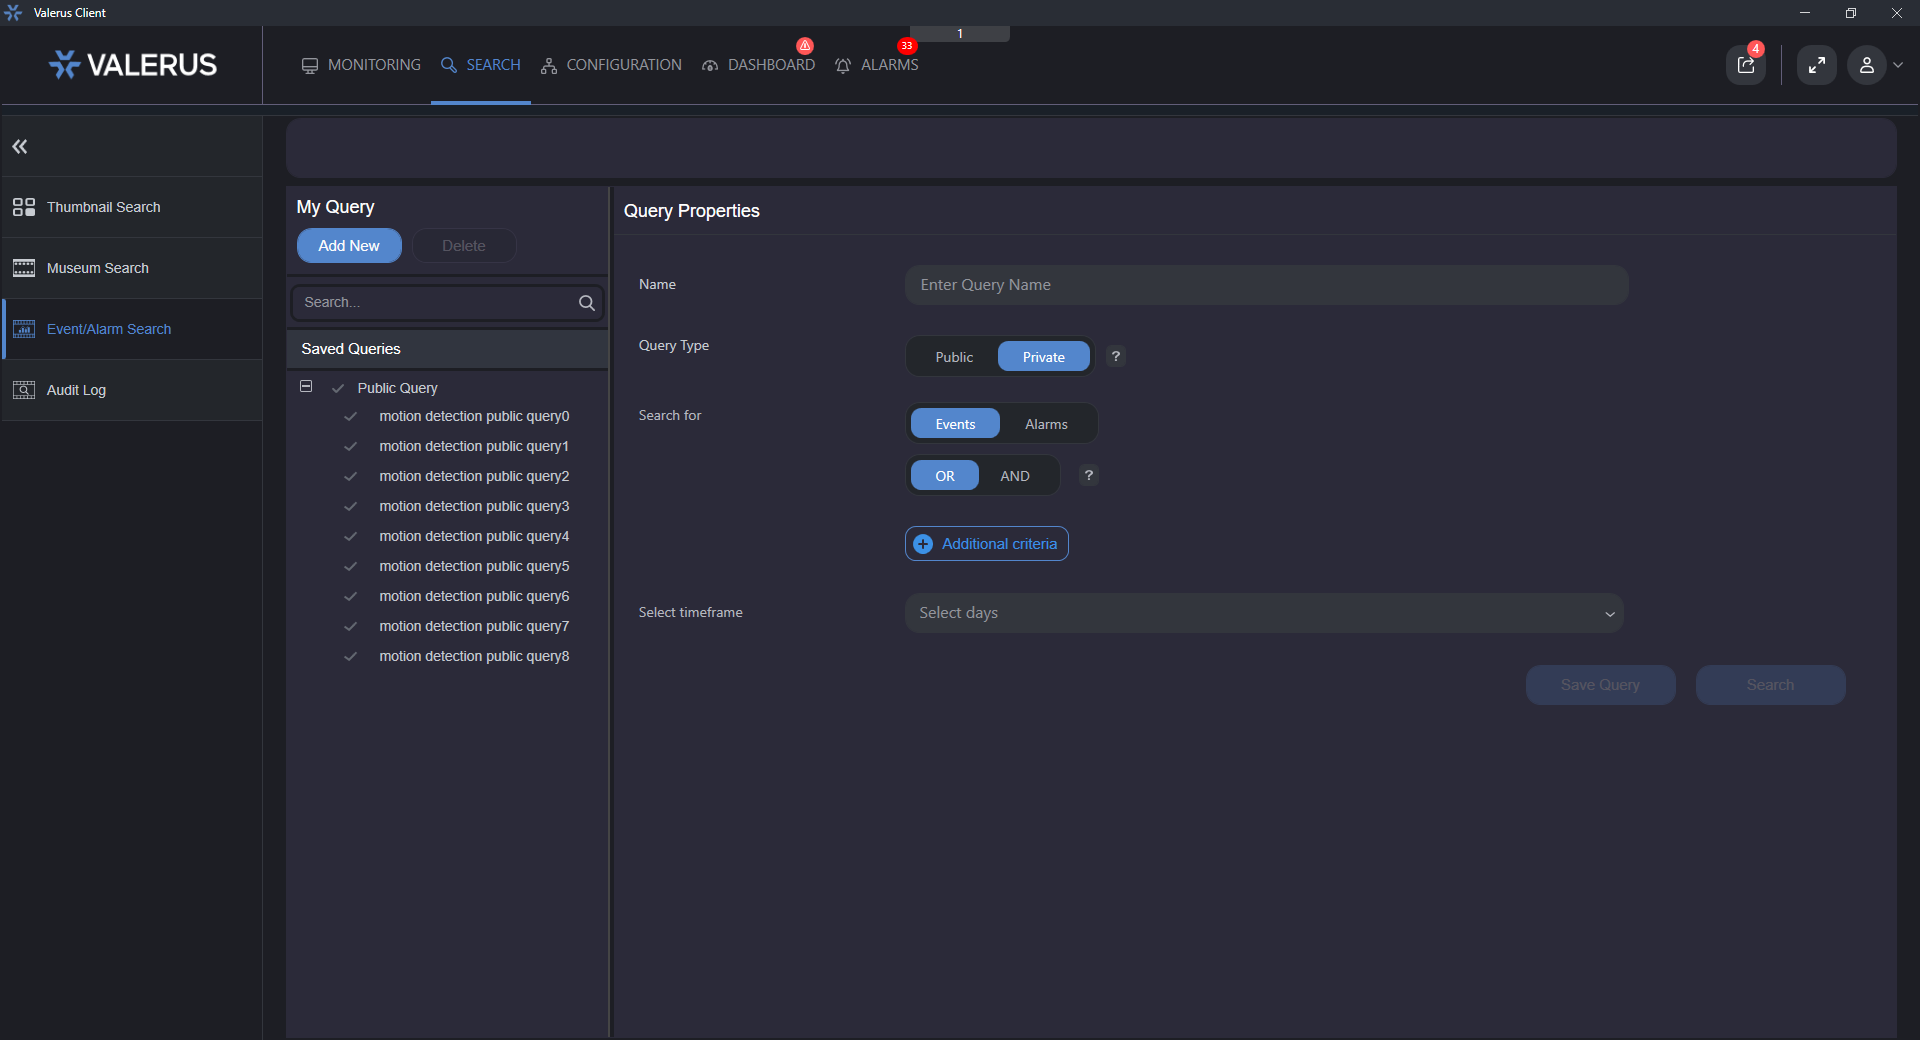 Valerus Client
1
VALERUS
MONITORING
SEARCH
CONFIGURATION
DASHBOARD
33
ALARMS
4
Thumbnail Search
Museum Search
Event/Alarm Search
Audit Log
My Query
Add New
Delete
Search...
Saved Queries
Public Query
motion detection public query0
motion detection public query1
motion detection public query2
motion detection public query3
motion detection public query4
motion detection public query5
motion detection public query6
motion detection public query7
motion detection public query8
Query Properties
Name
Enter Query Name
Query Type
Public
Private
?
Search for
Events
Alarms
OR
AND
?
Additional criteria
Select timeframe
Select days
Save Query
Search